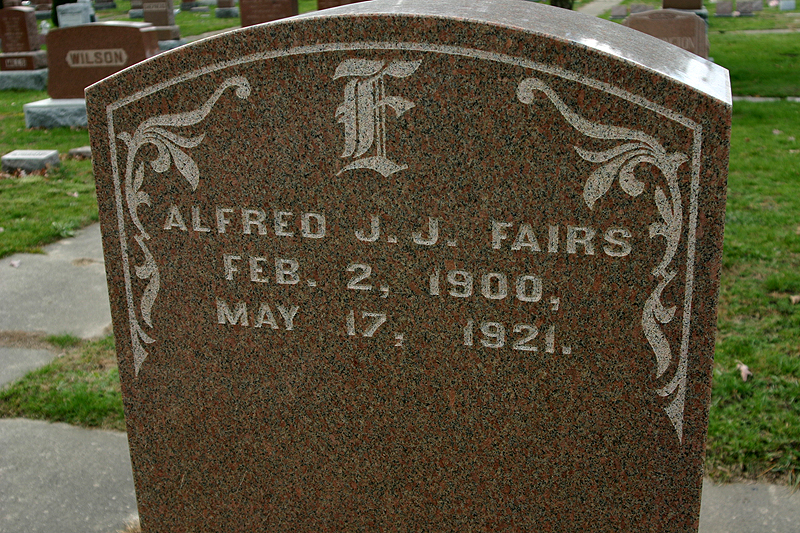 WILSON
F
ALFRED J. J. FAIRS
FEB. 2, 1900,
MAY 17, 1921.